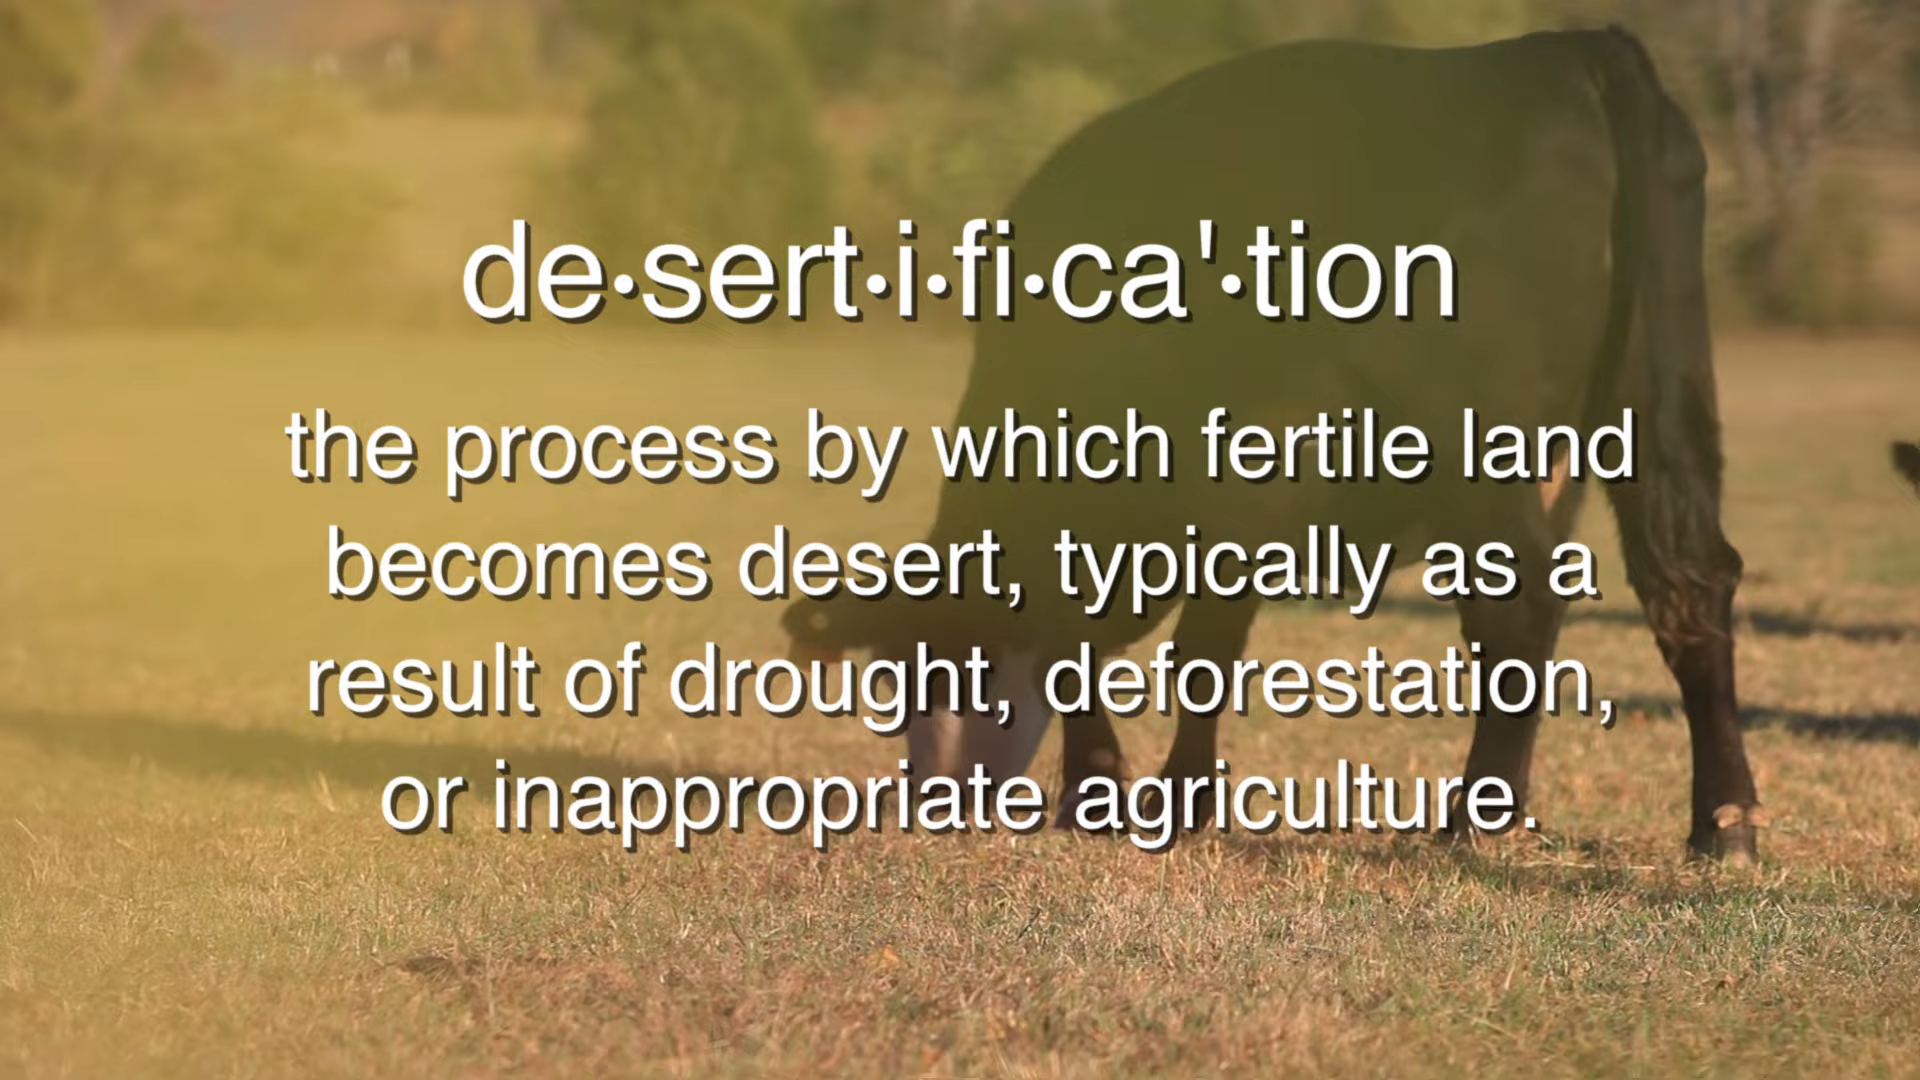 de•sert•i•fi•ca'•tion
the process by which fertile land
becomes desert, typically as a
result of drought, deforestation,
or inappropriate agriculture.